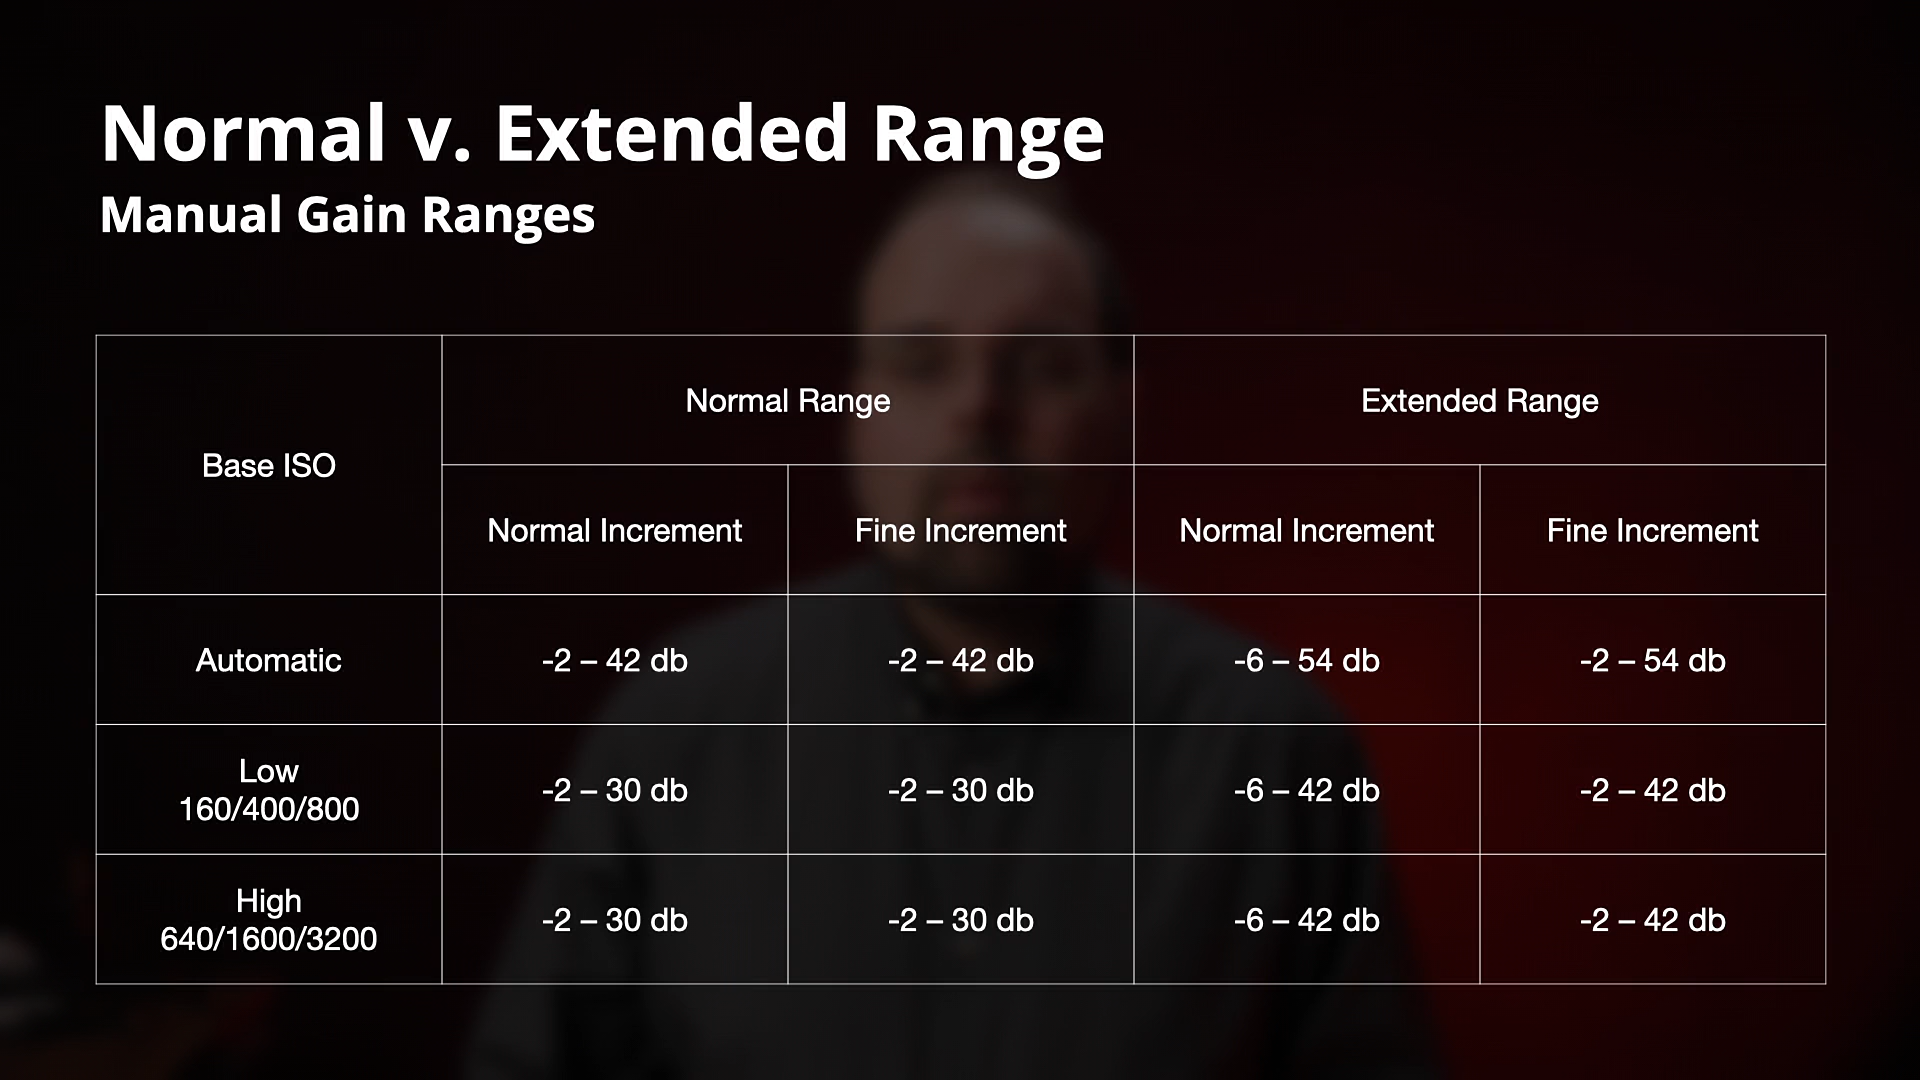 Normal v. Extended Range
Manual Gain Ranges
Base ISO
Normal Range
Extended Range
Normal Increment
Fine Increment
Normal Increment
Fine Increment
Automatic
-2 – 42 db
-2 – 42 db
-6 – 54 db
-2 – 54 db
Low
160/400/800
-2 – 30 db
-2 – 30 db
-6 – 42 db
-2 – 42 db
High
640/1600/3200
-2 – 30 db
-2 – 30 db
-6 – 42 db
-2 – 42 db